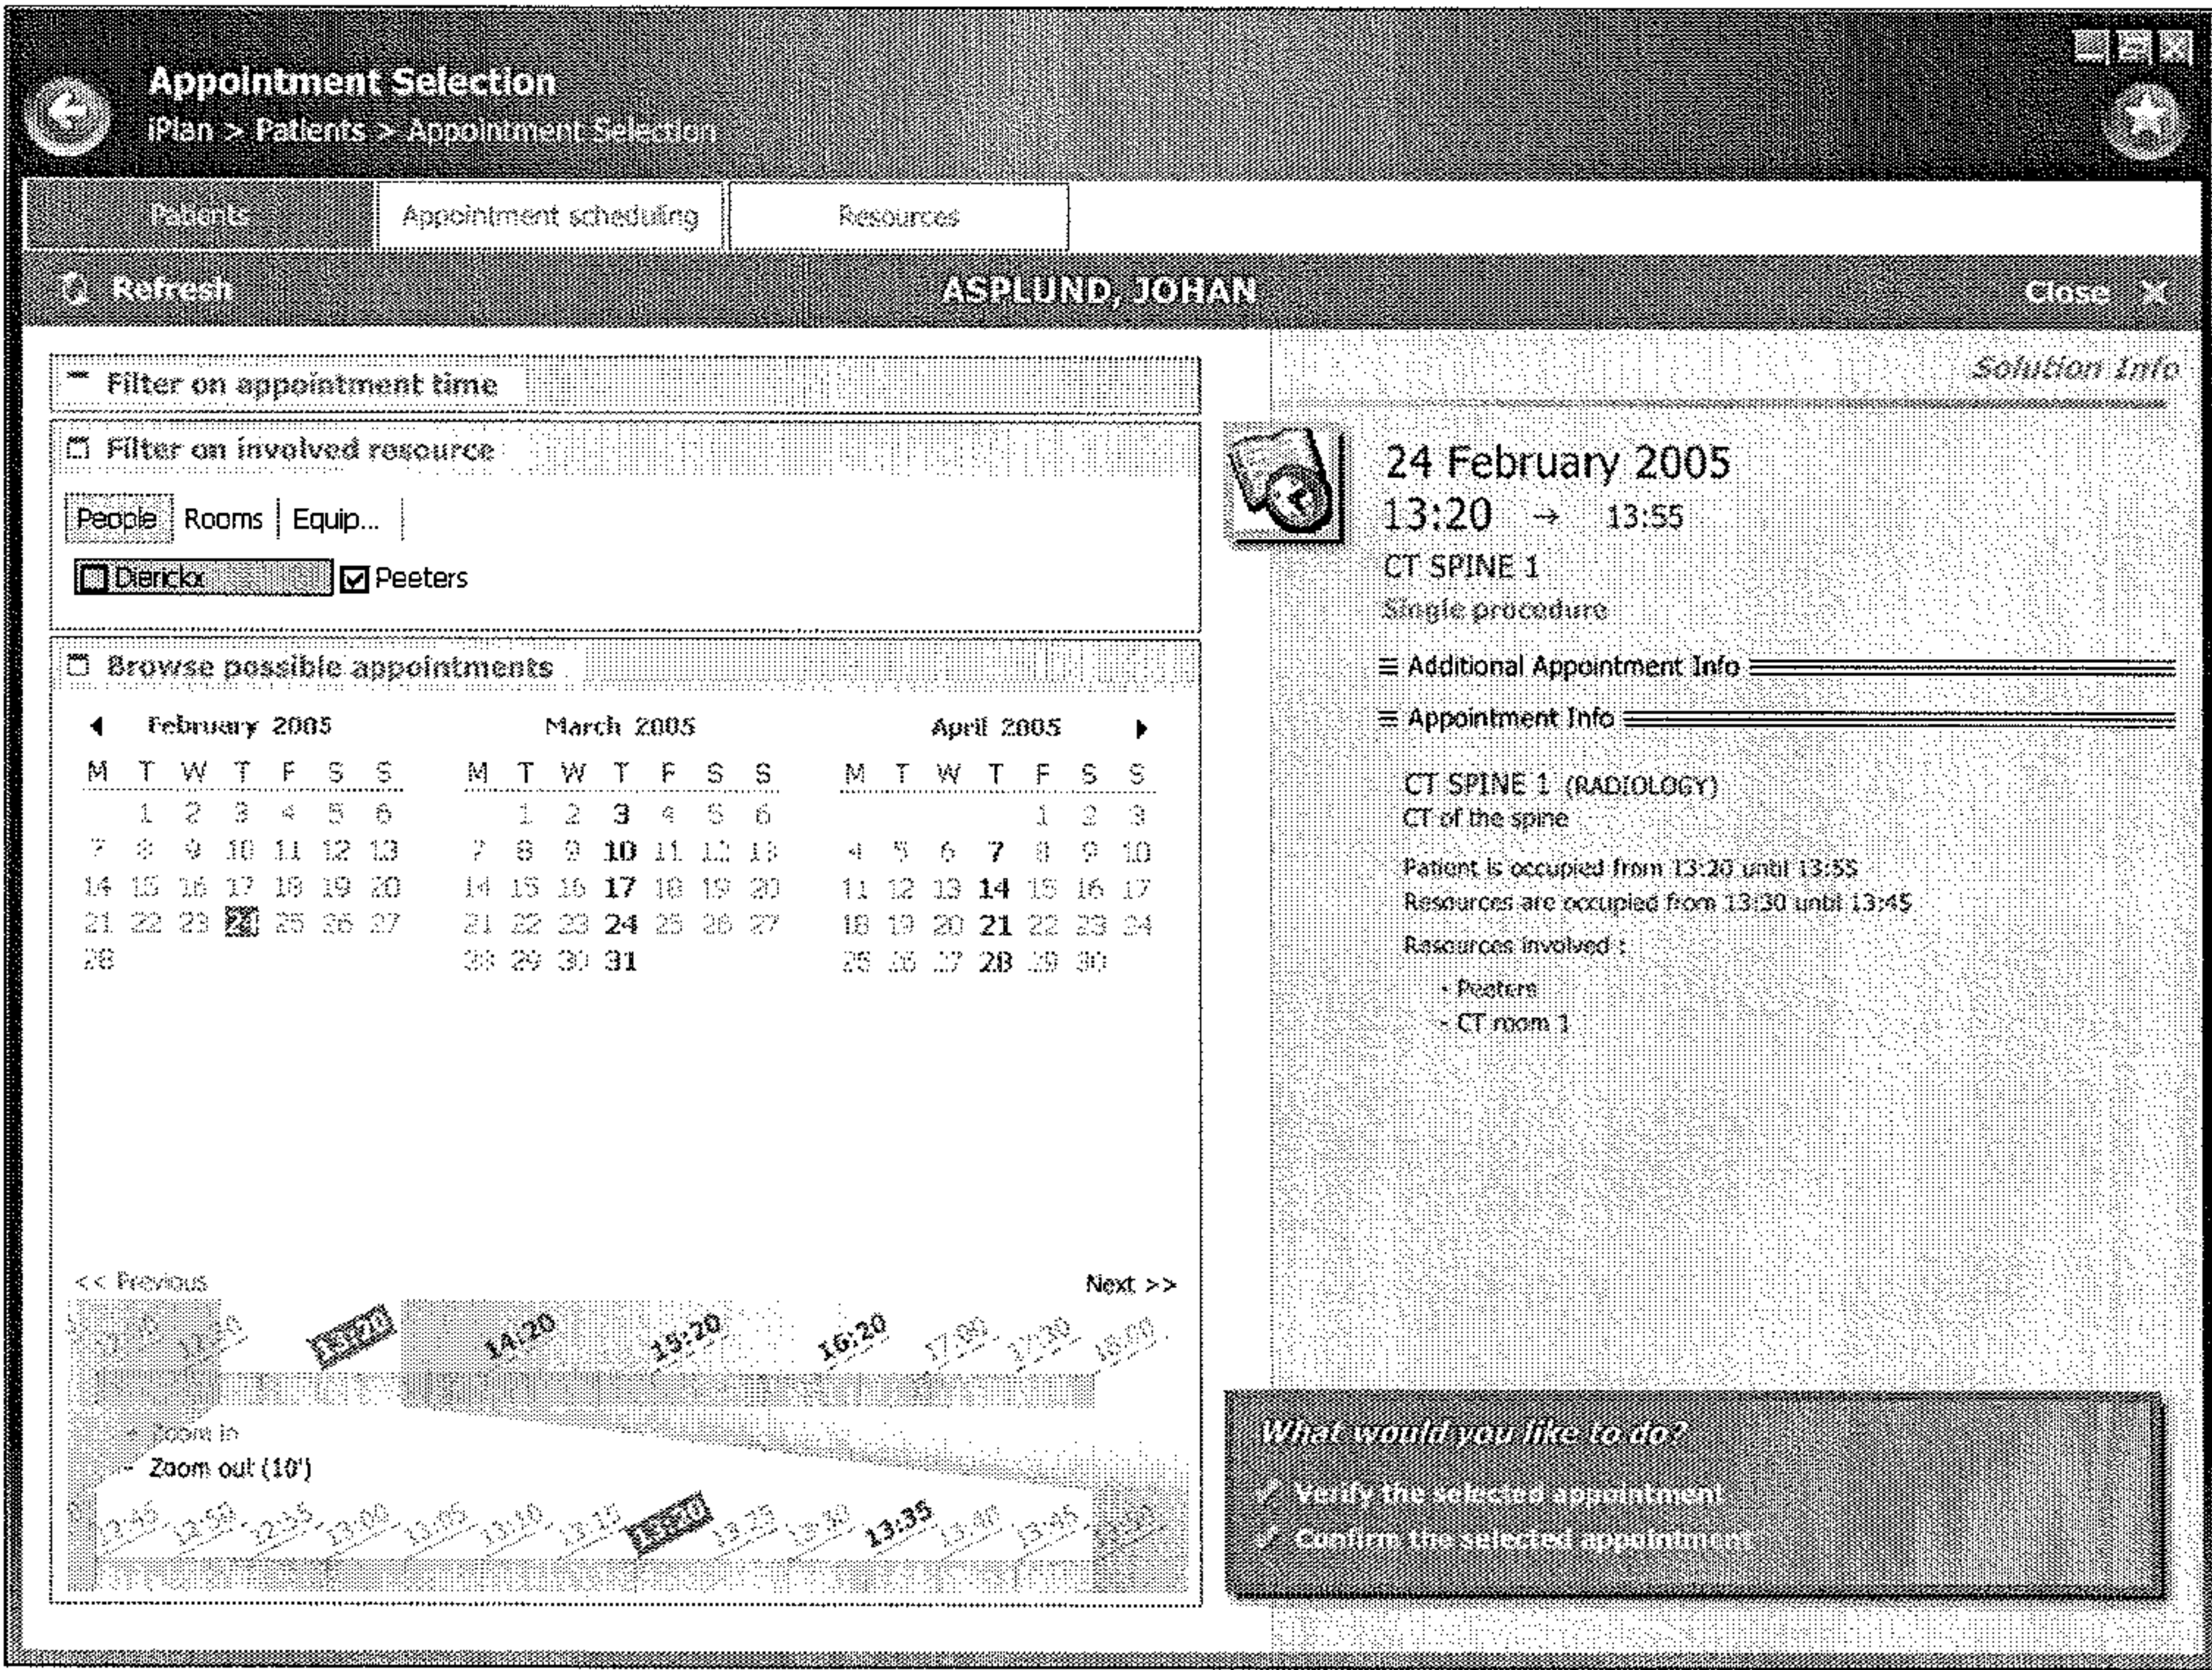 Appointment Selection
iPlan > Patients > Appointment Selection
Patients
Appointment scheduling
Resources
Refresh
ASPLUND, JOHAN
Close
Filter on appointment time
Filter on involved resource
People
Rooms
Equip...
Dierickx
Peeters
Browse possible appointments
February 2005
M T W T F S S
1 2 3 4 5 6
7 8 9 10 11 12 13
14 15 16 17 18 19 20
21 22 23 24 25 26 27
28
March 2005
M T W T F S S
1 2 3 4 5 6
7 8 9 10 11 12 13
14 15 16 17 18 19 20
21 22 23 24 25 26 27
28 29 30 31
April 2005
M T W T F S S
1 2 3
4 5 6 7 8 9 10
11 12 13 14 15 16 17
18 19 20 21 22 23 24
25 26 27 28 29 30
<< Previous
Next >>
13:20 14:20 15:20 16:20 17:00 17:30 18:00
+ Zoom in
- Zoom out (10')
12:45 12:50 12:55 13:00 13:05 13:10 13:15 13:20 13:25 13:30 13:35 13:40 13:45 13:50
Solution Info
24 February 2005
13:20 → 13:55
CT SPINE 1
Single procedure
Additional Appointment Info
Appointment Info
CT SPINE 1 (RADIOLOGY)
CT of the spine
Patient is occupied from 13:20 until 13:55
Resources are occupied from 13:30 until 13:45
Resources involved :
- Peeters
- CT room 1
What would you like to do?
Verify the selected appointment
Confirm the selected appointment